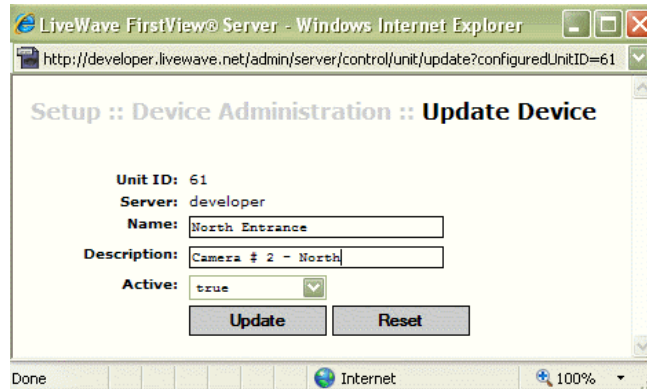 LiveWave FirstView® Server - Windows Internet Explorer
http://developer.livewave.net/admin/server/control/unit/update?configuredUnitID=61
Setup :: Device Administration :: Update Device
Unit ID: 61
Server: developer
Name: North Entrance
Description: Camera # 2 - North
Active: true
Update Reset
Done Internet 100%